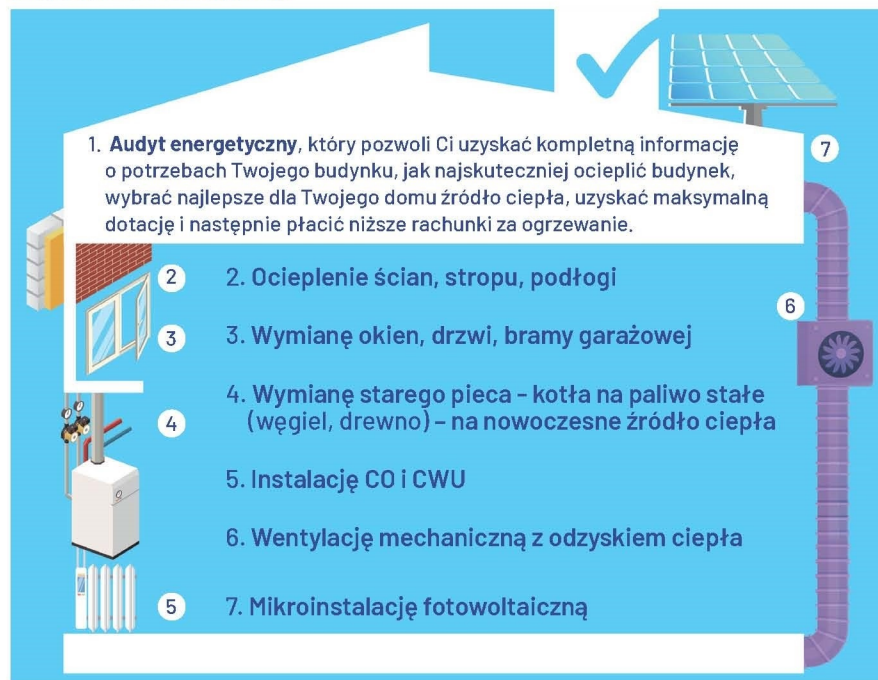 1. Audyt energetyczny, który pozwoli Ci uzyskać kompletną informację
o potrzebach Twojego budynku, jak najskuteczniej ocieplić budynek,
wybrać najlepsze dla Twojego domu źródło ciepła, uzyskać maksymalną
dotację i następnie płacić niższe rachunki za ogrzewanie.
7
2
2. Ocieplenie ścian, stropu, podłogi
6
3
3. Wymianę okien, drzwi, bramy garażowej
4
4. Wymianę starego pieca - kotła na paliwo stałe
(węgiel, drewno) – na nowoczesne źródło ciepła
5. Instalację CO i CWU
6. Wentylację mechaniczną z odzyskiem ciepła
5
7. Mikroinstalację fotowoltaiczną